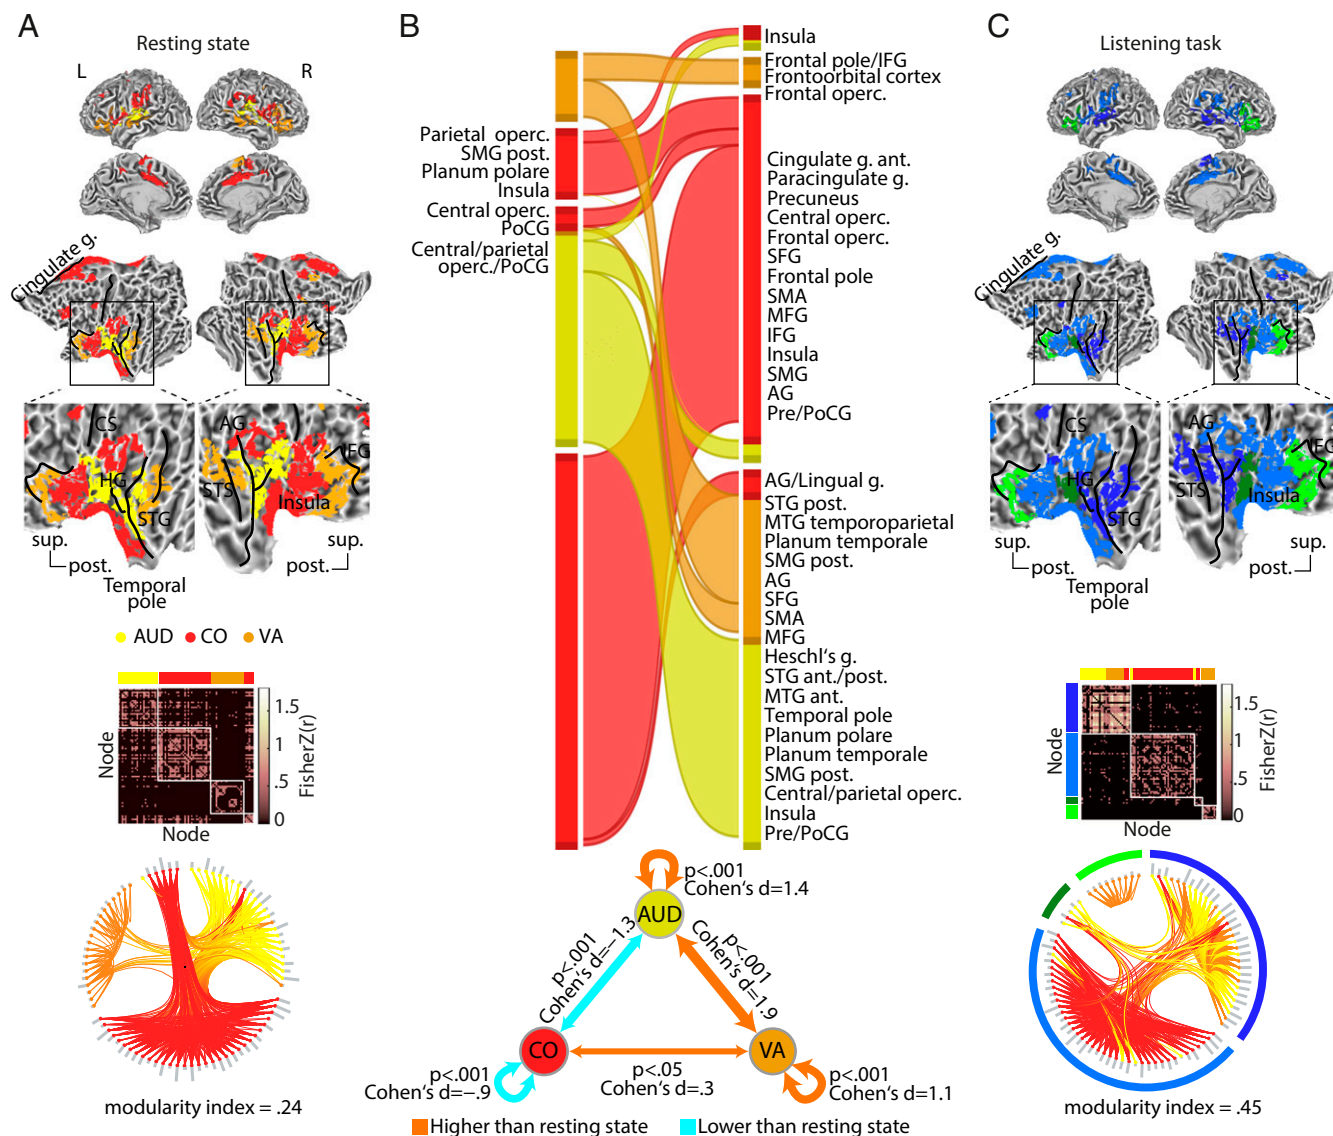 A
Resting state
L
R
Cingulate g.
CS
AG
IFG
HG
STS
Insula
STG
sup.
post.
sup.
post.
Temporal
pole
AUD
CO
VA
Node
Node
1.5
1
.5
0
FisherZ(r)
modularity index = .24
B
Parietal operc.
SMG post.
Planum polare
Insula
Central operc.
PoCG
Central/parietal
operc./PoCG
Insula
Frontal pole/IFG
Frontoorbital cortex
Frontal operc.
Cingulate g. ant.
Paracingulate g.
Precuneus
Central operc.
Frontal operc.
SFG
Frontal pole
SMA
MFG
IFG
Insula
SMG
AG
Pre/PoCG
AG/Lingual g.
STG post.
MTG temporoparietal
Planum temporale
SMG post.
AG
SFG
SMA
MFG
Heschl's g.
STG ant./post.
MTG ant.
Temporal pole
Planum polare
Planum temporale
SMG post.
Central/parietal operc.
Insula
Pre/PoCG
p<.001
Cohen's d=1.4
AUD
p<.001
Cohen's d=−1.3
p<.001
Cohen's d=1.9
CO
VA
p<.001
Cohen's d=−.9
p<.05
Cohen's d=.3
p<.001
Cohen's d=1.1
Higher than resting state
Lower than resting state
C
Listening task
Cingulate g.
CS
AG
IFG
HG
STS
Insula
STG
sup.
post.
sup.
post.
Temporal
pole
Node
Node
1.5
1
.5
0
FisherZ(r)
modularity index = .45